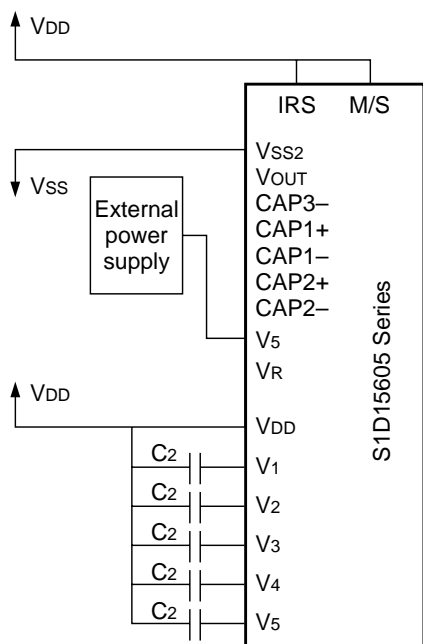 VDD
IRS M/S
VSS2
VSS
VOUT
External
power
supply
CAP3–
CAP1+
CAP1–
CAP2+
CAP2–
V5
VR
S1D15605 Series
VDD
VDD
C2 V1
C2 V2
C2 V3
C2 V4
C2 V5